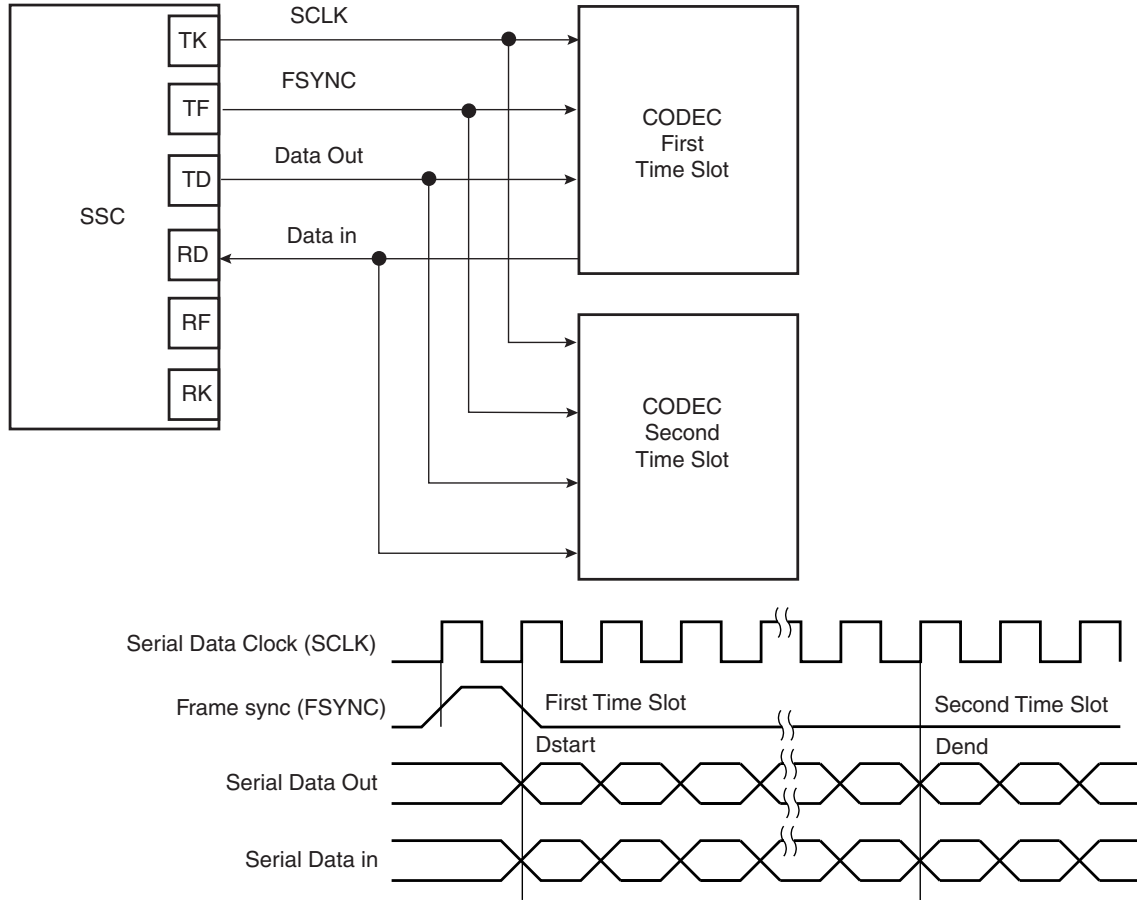 SCLK
TK
FSYNC
TF
CODEC
First
Time Slot
Data Out
TD
SSC
Data in
RD
RF
RK
CODEC
Second
Time Slot
Serial Data Clock (SCLK)
Frame sync (FSYNC)
First Time Slot
Second Time Slot
Dstart
Dend
Serial Data Out
Serial Data in